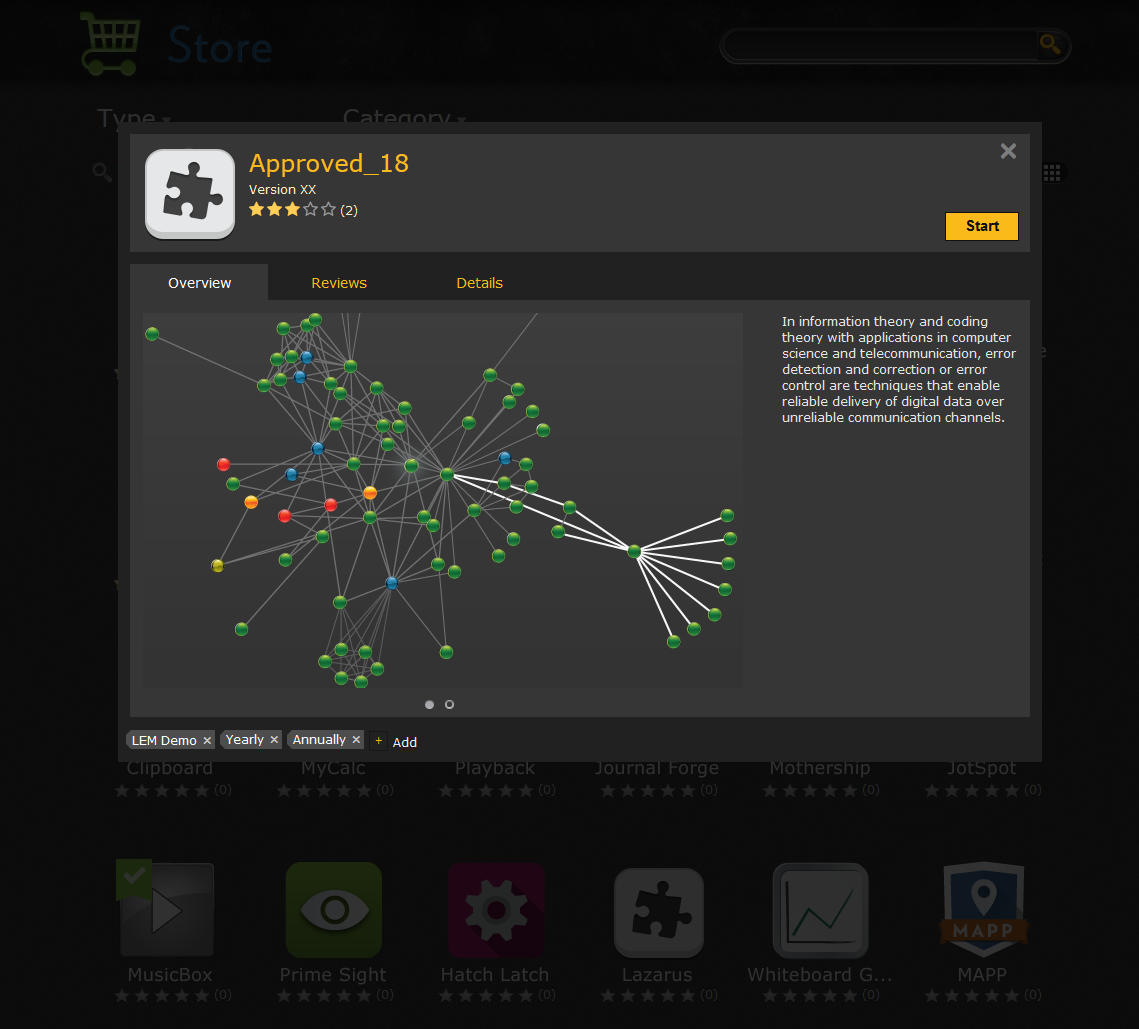 Store
Type
Category
Approved_18
Version XX
(2)
Start
Overview
Reviews
Details
In information theory and coding
theory with applications in computer
science and telecommunication, error
detection and correction or error
control are techniques that enable
reliable delivery of digital data over
unreliable communication channels.
LEM Demo
Yearly
Annually
+ Add
Clipboard
MyCalc
Playback
Journal Forge
Mothership
JotSpot
(0)
(0)
(0)
(0)
(0)
(0)
MusicBox
Prime Sight
Hatch Latch
Lazarus
Whiteboard G...
MAPP
MAPP
(0)
(0)
(0)
(0)
(0)
(0)